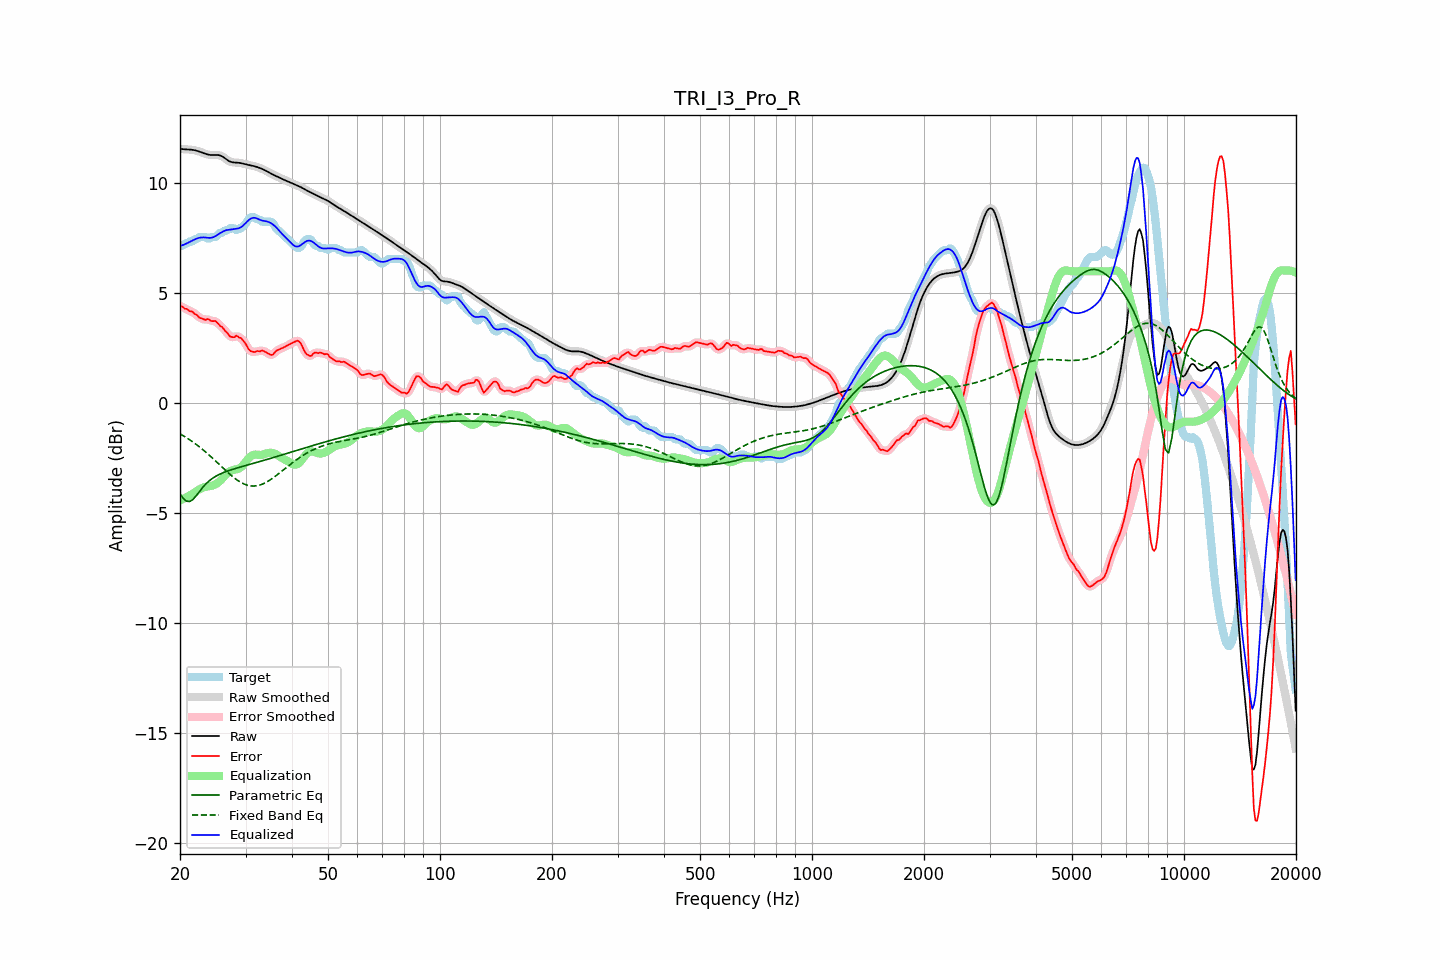 TRI_I3_Pro_R
10
5
0
−5
−10
−15
−20
Amplitude (dBr)
Target
Raw Smoothed
Error Smoothed
Raw
Error
Equalization
Parametric Eq
Fixed Band Eq
Equalized
20 50 100 200 500 1000 2000 5000 10000 20000
Frequency (Hz)